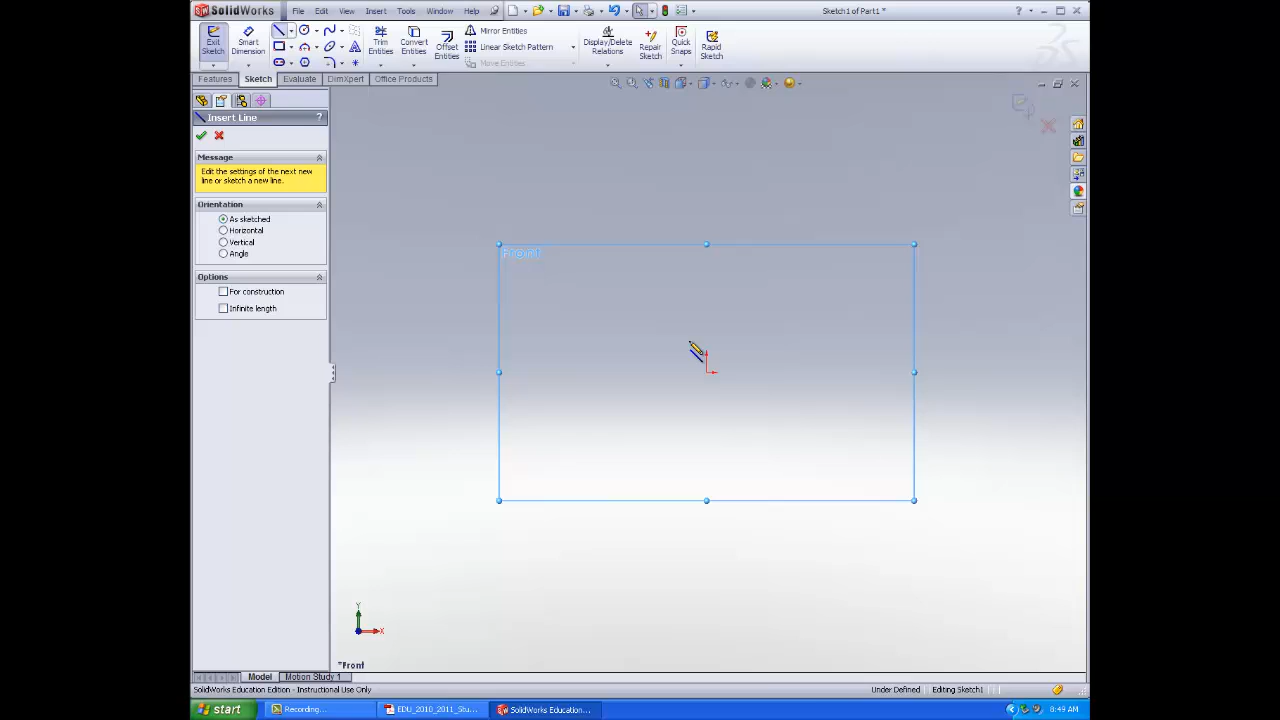 SolidWorks File Edit View Insert Tools Window Help Sketch1 of Part1 *
Exit Sketch
Smart Dimension
Trim Entities
Convert Entities
Offset Entities
Mirror Entities
Linear Sketch Pattern
Move Entities
Display/Delete Relations
Repair Sketch
Quick Snaps
Rapid Sketch
Features Sketch Evaluate DimXpert Office Products
Insert Line ?
Message
Edit the settings of the next new
line or sketch a new line.
Orientation
As sketched
Horizontal
Vertical
Angle
Options
For construction
Infinite length
Front
Y
X
*Front
Model Motion Study 1
SolidWorks Education Edition - Instructional Use Only Under Defined Editing Sketch1
start Recording... EDU_2010_2011_Stu... SolidWorks Education... 8:49 AM